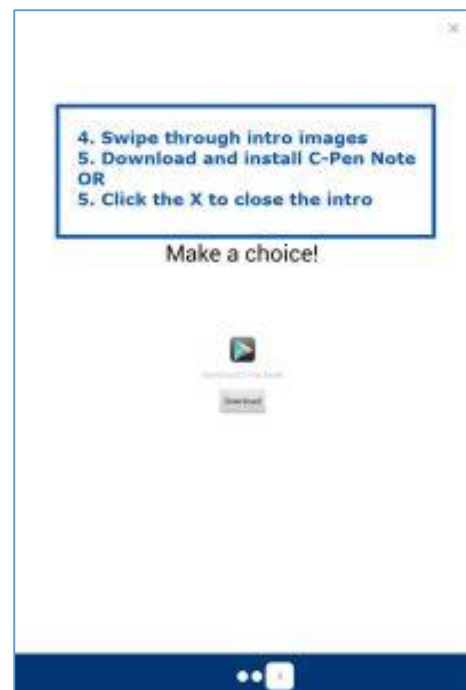 4. Swipe through intro images
5. Download and install C-Pen Note
OR
5. Click the X to close the intro
Make a choice!
Download